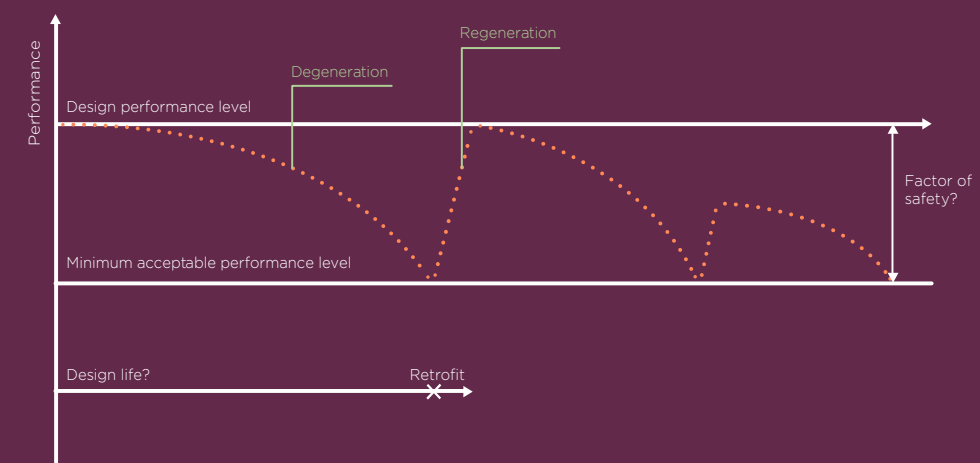 Regeneration
Performance
Degeneration
Design performance level
Factor of
safety?
Minimum acceptable performance level
Design life?
Retrofit